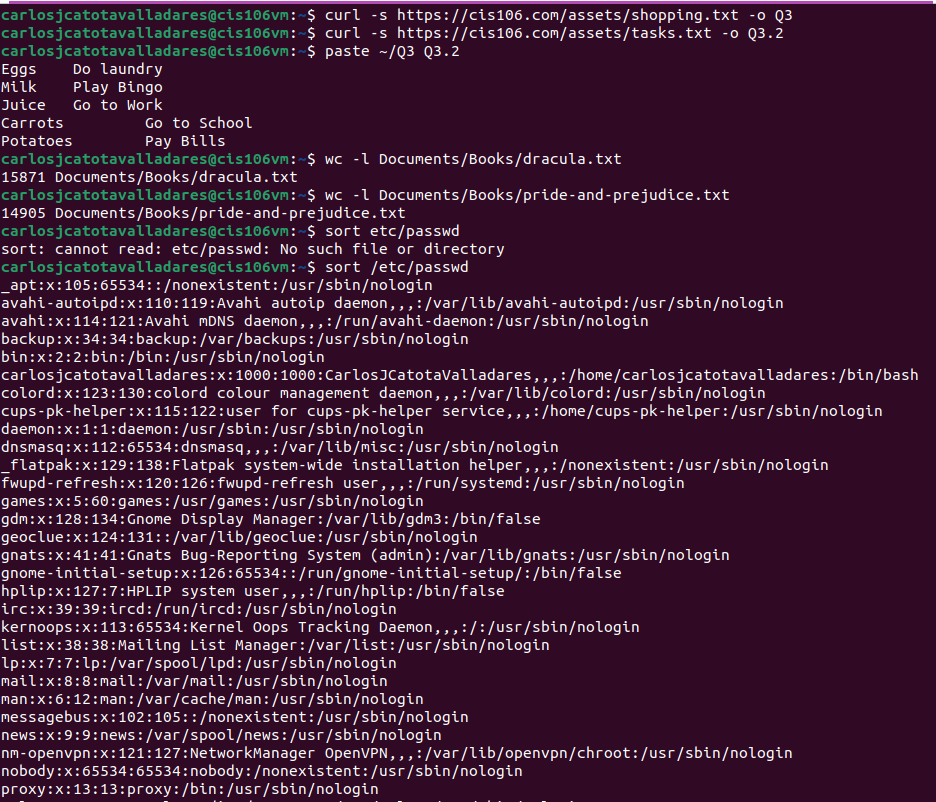 carlosjcatotavalladares@cis106vm:~$ curl -s https://cis106.com/assets/shopping.txt -o Q3
carlosjcatotavalladares@cis106vm:~$ curl -s https://cis106.com/assets/tasks.txt -o Q3.2
carlosjcatotavalladares@cis106vm:~$ paste ~/Q3 Q3.2
Eggs	Do laundry
Milk	Play Bingo
Juice	Go to Work
Carrots		Go to School
Potatoes	Pay Bills
carlosjcatotavalladares@cis106vm:~$ wc -l Documents/Books/dracula.txt
15871 Documents/Books/dracula.txt
carlosjcatotavalladares@cis106vm:~$ wc -l Documents/Books/pride-and-prejudice.txt
14905 Documents/Books/pride-and-prejudice.txt
carlosjcatotavalladares@cis106vm:~$ sort etc/passwd
sort: cannot read: etc/passwd: No such file or directory
carlosjcatotavalladares@cis106vm:~$ sort /etc/passwd
_apt:x:105:65534::/nonexistent:/usr/sbin/nologin
avahi-autoipd:x:110:119:Avahi autoip daemon,,,:/var/lib/avahi-autoipd:/usr/sbin/nologin
avahi:x:114:121:Avahi mDNS daemon,,,:/run/avahi-daemon:/usr/sbin/nologin
backup:x:34:34:backup:/var/backups:/usr/sbin/nologin
bin:x:2:2:bin:/bin:/usr/sbin/nologin
carlosjcatotavalladares:x:1000:1000:CarlosJCatotaValladares,,,:/home/carlosjcatotavalladares:/bin/bash
colord:x:123:130:colord colour management daemon,,,:/var/lib/colord:/usr/sbin/nologin
cups-pk-helper:x:115:122:user for cups-pk-helper service,,,:/home/cups-pk-helper:/usr/sbin/nologin
daemon:x:1:1:daemon:/usr/sbin:/usr/sbin/nologin
dnsmasq:x:112:65534:dnsmasq,,,:/var/lib/misc:/usr/sbin/nologin
_flatpak:x:129:138:Flatpak system-wide installation helper,,,:/nonexistent:/usr/sbin/nologin
fwupd-refresh:x:120:126:fwupd-refresh user,,,:/run/systemd:/usr/sbin/nologin
games:x:5:60:games:/usr/games:/usr/sbin/nologin
gdm:x:128:134:Gnome Display Manager:/var/lib/gdm3:/bin/false
geoclue:x:124:131::/var/lib/geoclue:/usr/sbin/nologin
gnats:x:41:41:Gnats Bug-Reporting System (admin):/var/lib/gnats:/usr/sbin/nologin
gnome-initial-setup:x:126:65534::/run/gnome-initial-setup/:/bin/false
hplip:x:127:7:HPLIP system user,,,:/run/hplip:/bin/false
irc:x:39:39:ircd:/run/ircd:/usr/sbin/nologin
kernoops:x:113:65534:Kernel Oops Tracking Daemon,,,:/:/usr/sbin/nologin
list:x:38:38:Mailing List Manager:/var/list:/usr/sbin/nologin
lp:x:7:7:lp:/var/spool/lpd:/usr/sbin/nologin
mail:x:8:8:mail:/var/mail:/usr/sbin/nologin
man:x:6:12:man:/var/cache/man:/usr/sbin/nologin
messagebus:x:102:105::/nonexistent:/usr/sbin/nologin
news:x:9:9:news:/var/spool/news:/usr/sbin/nologin
nm-openvpn:x:121:127:NetworkManager OpenVPN,,,:/var/lib/openvpn/chroot:/usr/sbin/nologin
nobody:x:65534:65534:nobody:/nonexistent:/usr/sbin/nologin
proxy:x:13:13:proxy:/bin:/usr/sbin/nologin